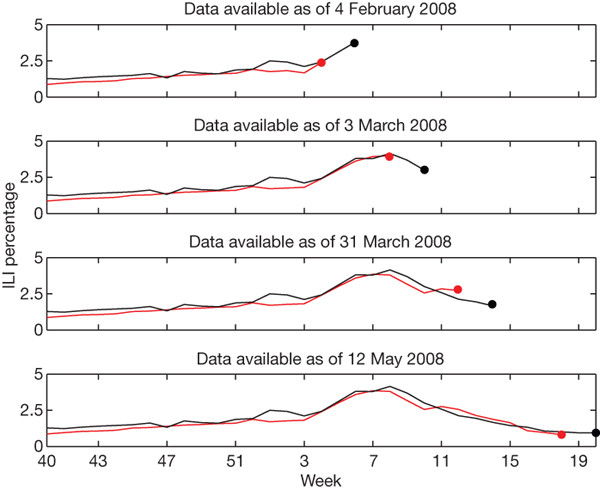 Data available as of 4 February 2008
5
2.5
0
Data available as of 3 March 2008
5
2.5
0
Data available as of 31 March 2008
5
2.5
0
Data available as of 12 May 2008
5
2.5
0
ILI percentage
40 43 47 51 3 7 11 15 19
Week